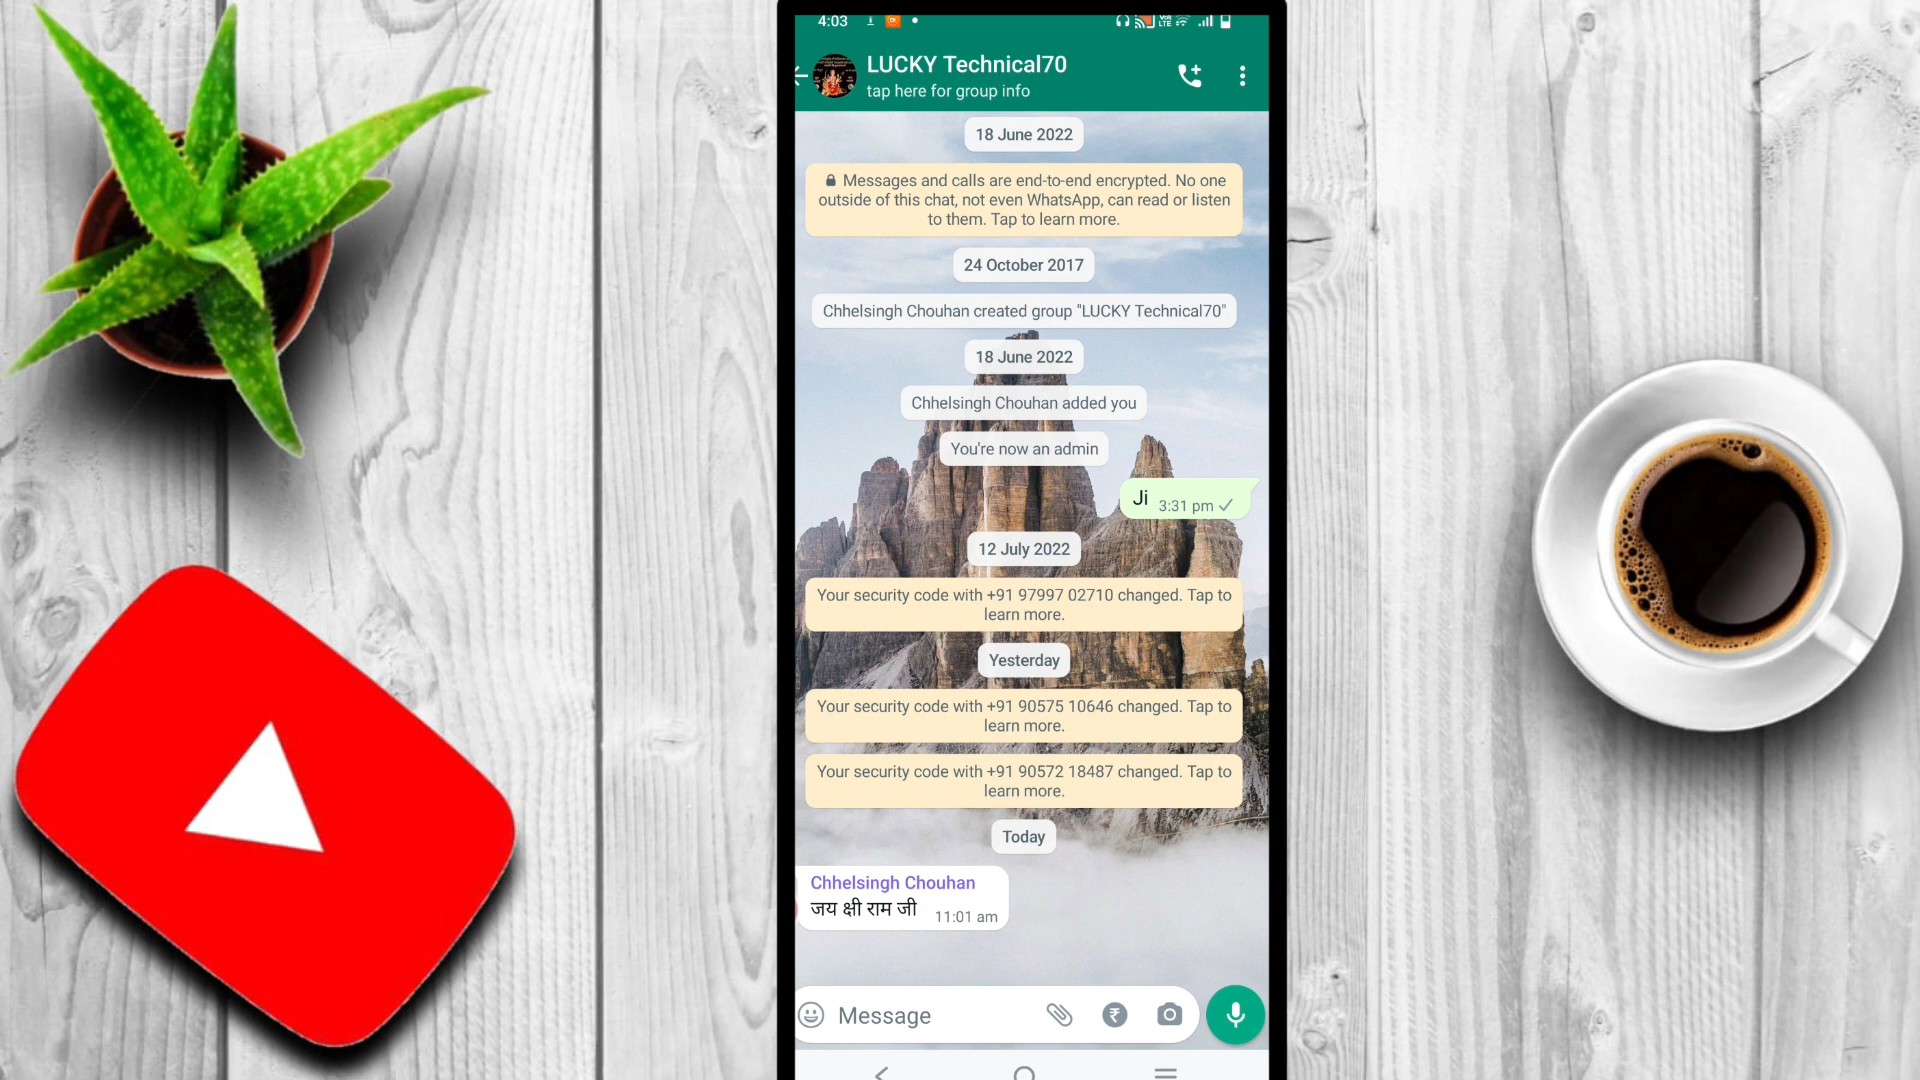 4:03
LUCKY Technical70
tap here for group info
18 June 2022
Messages and calls are end-to-end encrypted. No one
outside of this chat, not even WhatsApp, can read or listen
to them. Tap to learn more.
24 October 2017
Chhelsingh Chouhan created group "LUCKY Technical70"
18 June 2022
Chhelsingh Chouhan added you
You're now an admin
Ji 3:31 pm
12 July 2022
Your security code with +91 97997 02710 changed. Tap to
learn more.
Yesterday
Your security code with +91 90575 10646 changed. Tap to
learn more.
Your security code with +91 90572 18487 changed. Tap to
learn more.
Today
Chhelsingh Chouhan
जय क्षी राम जी 11:01 am
Message